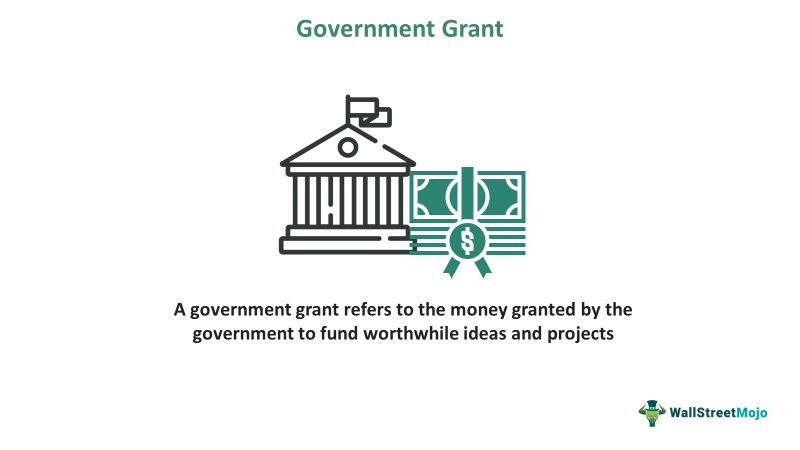 Government Grant
$
A government grant refers to the money granted by the
government to fund worthwhile ideas and projects
WallStreetMojo